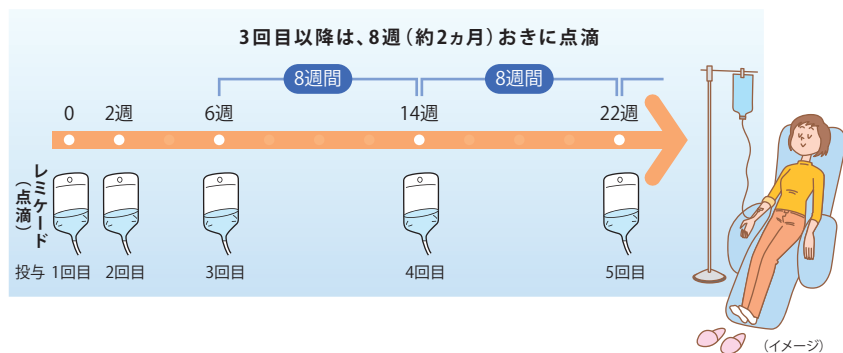 3回目以降は、8週（約2ヵ月）おきに点滴
8週間 8週間
0 2週 6週 14週 22週
レミケード
（点滴）
投与 1回目 2回目 3回目 4回目 5回目
（イメージ）